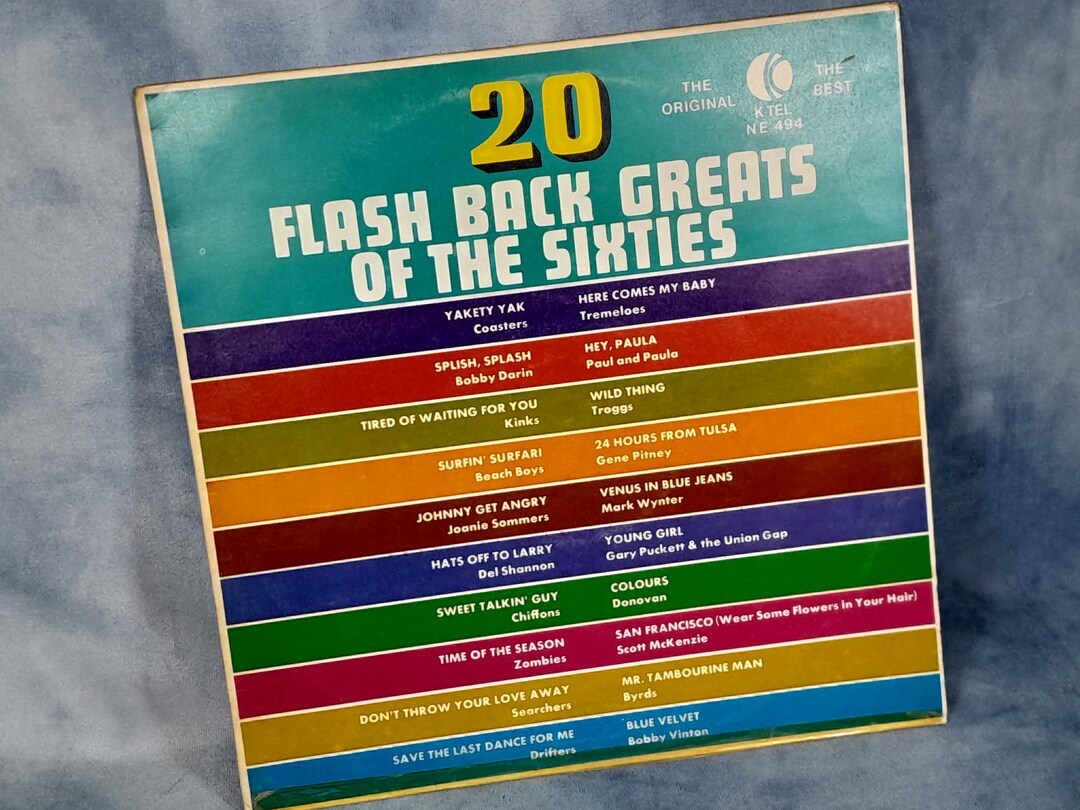 20
THE ORIGINAL
K TEL
NE 494
THE BEST
FLASH BACK GREATS
OF THE SIXTIES
YAKETY YAK
Coasters
HERE COMES MY BABY
Tremeloes
SPLISH, SPLASH
Bobby Darin
HEY, PAULA
Paul and Paula
TIRED OF WAITING FOR YOU
Kinks
WILD THING
Troggs
SURFIN' SURFARI
Beach Boys
24 HOURS FROM TULSA
Gene Pitney
JOHNNY GET ANGRY
Joanie Sommers
VENUS IN BLUE JEANS
Mark Wynter
HATS OFF TO LARRY
Del Shannon
YOUNG GIRL
Gary Puckett & the Union Gap
SWEET TALKIN' GUY
Chiffons
COLOURS
Donovan
TIME OF THE SEASON
Zombies
SAN FRANCISCO (Wear Some Flowers in Your Hair)
Scott McKenzie
DON'T THROW YOUR LOVE AWAY
Searchers
MR. TAMBOURINE MAN
Byrds
SAVE THE LAST DANCE FOR ME
Drifters
BLUE VELVET
Bobby Vinton